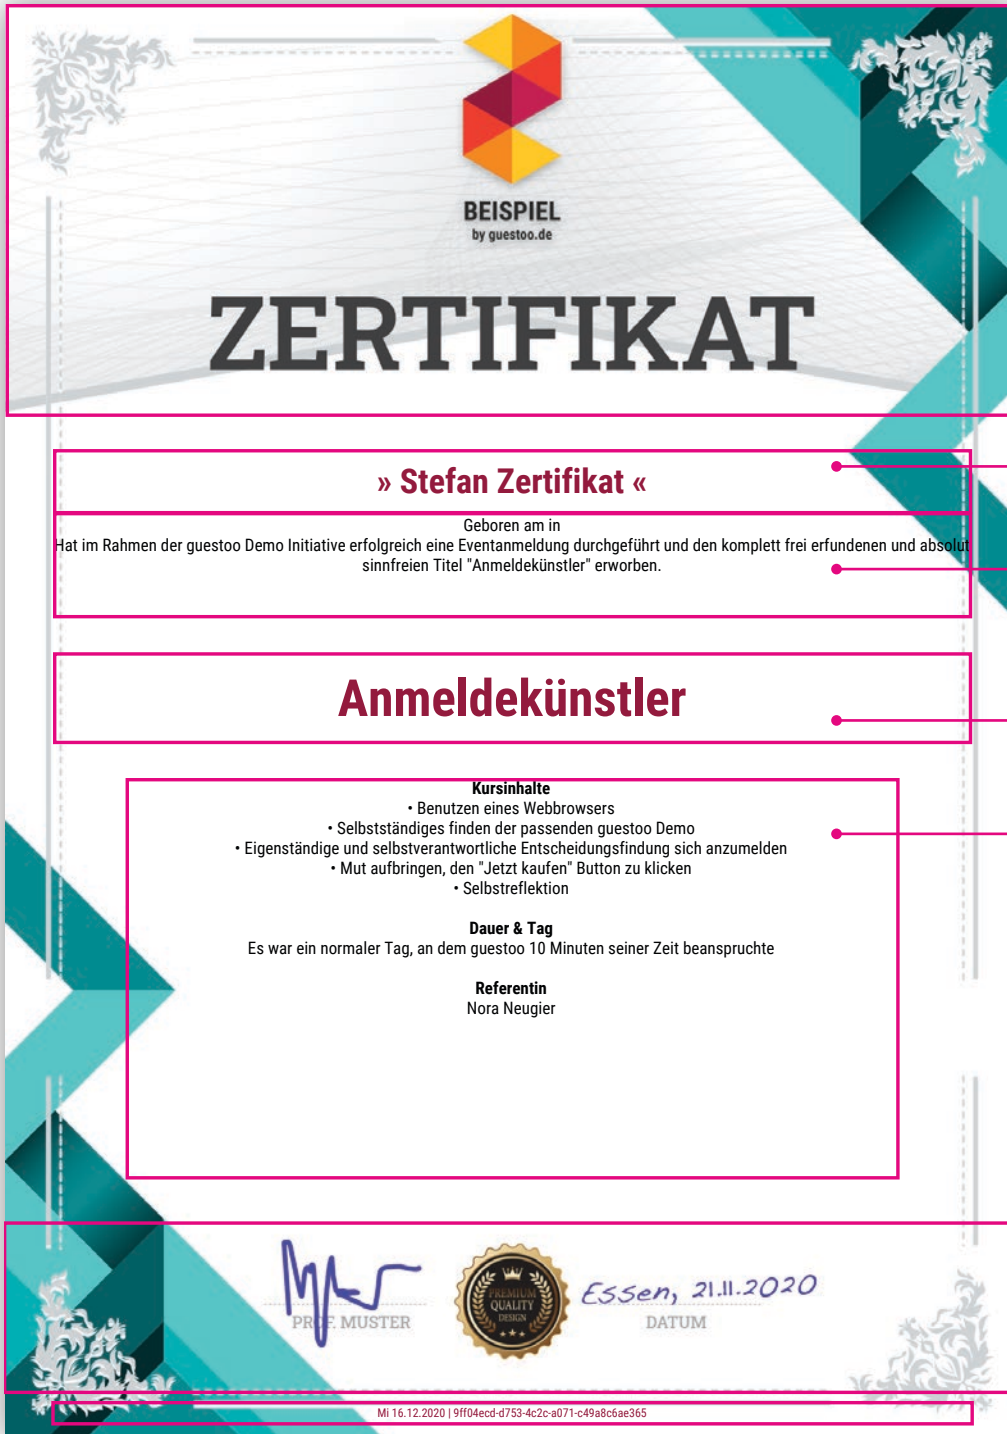 BEISPIEL
by guestoo.de
ZERTIFIKAT
» Stefan Zertifikat «
Geboren am in
Hat im Rahmen der guestoo Demo Initiative erfolgreich eine Eventanmeldung durchgeführt und den komplett frei erfundenen und absolut
sinnfreien Titel "Anmeldekünstler" erworben.
Anmeldekünstler
Kursinhalte
• Benutzen eines Webbrowsers
• Selbstständiges finden der passenden guestoo Demo
• Eigenständige und selbstverantwortliche Entscheidungsfindung sich anzumelden
• Mut aufbringen, den "Jetzt kaufen" Button zu klicken
• Selbstreflektion
Dauer & Tag
Es war ein normaler Tag, an dem guestoo 10 Minuten seiner Zeit beanspruchte
Referentin
Nora Neugier
PROF. MUSTER
PREMIUM
QUALITY
DESIGN
Essen, 21.11.2020
DATUM
Mi 16.12.2020 | 9ff04ecd-d753-4c2c-a071-c49a8c6ae365